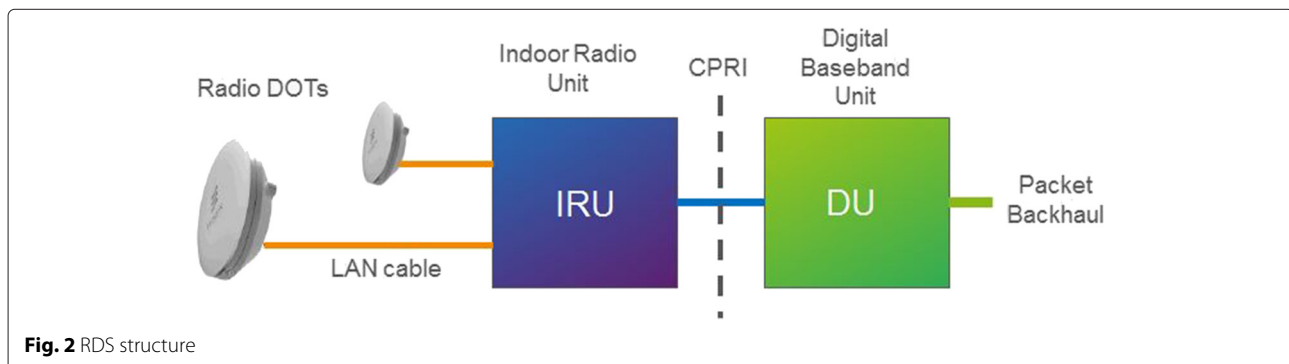 Radio DOTs
LAN cable
Indoor Radio
Unit
IRU
CPRI
Digital
Baseband
Unit
DU
Packet
Backhaul
Fig. 2 RDS structure